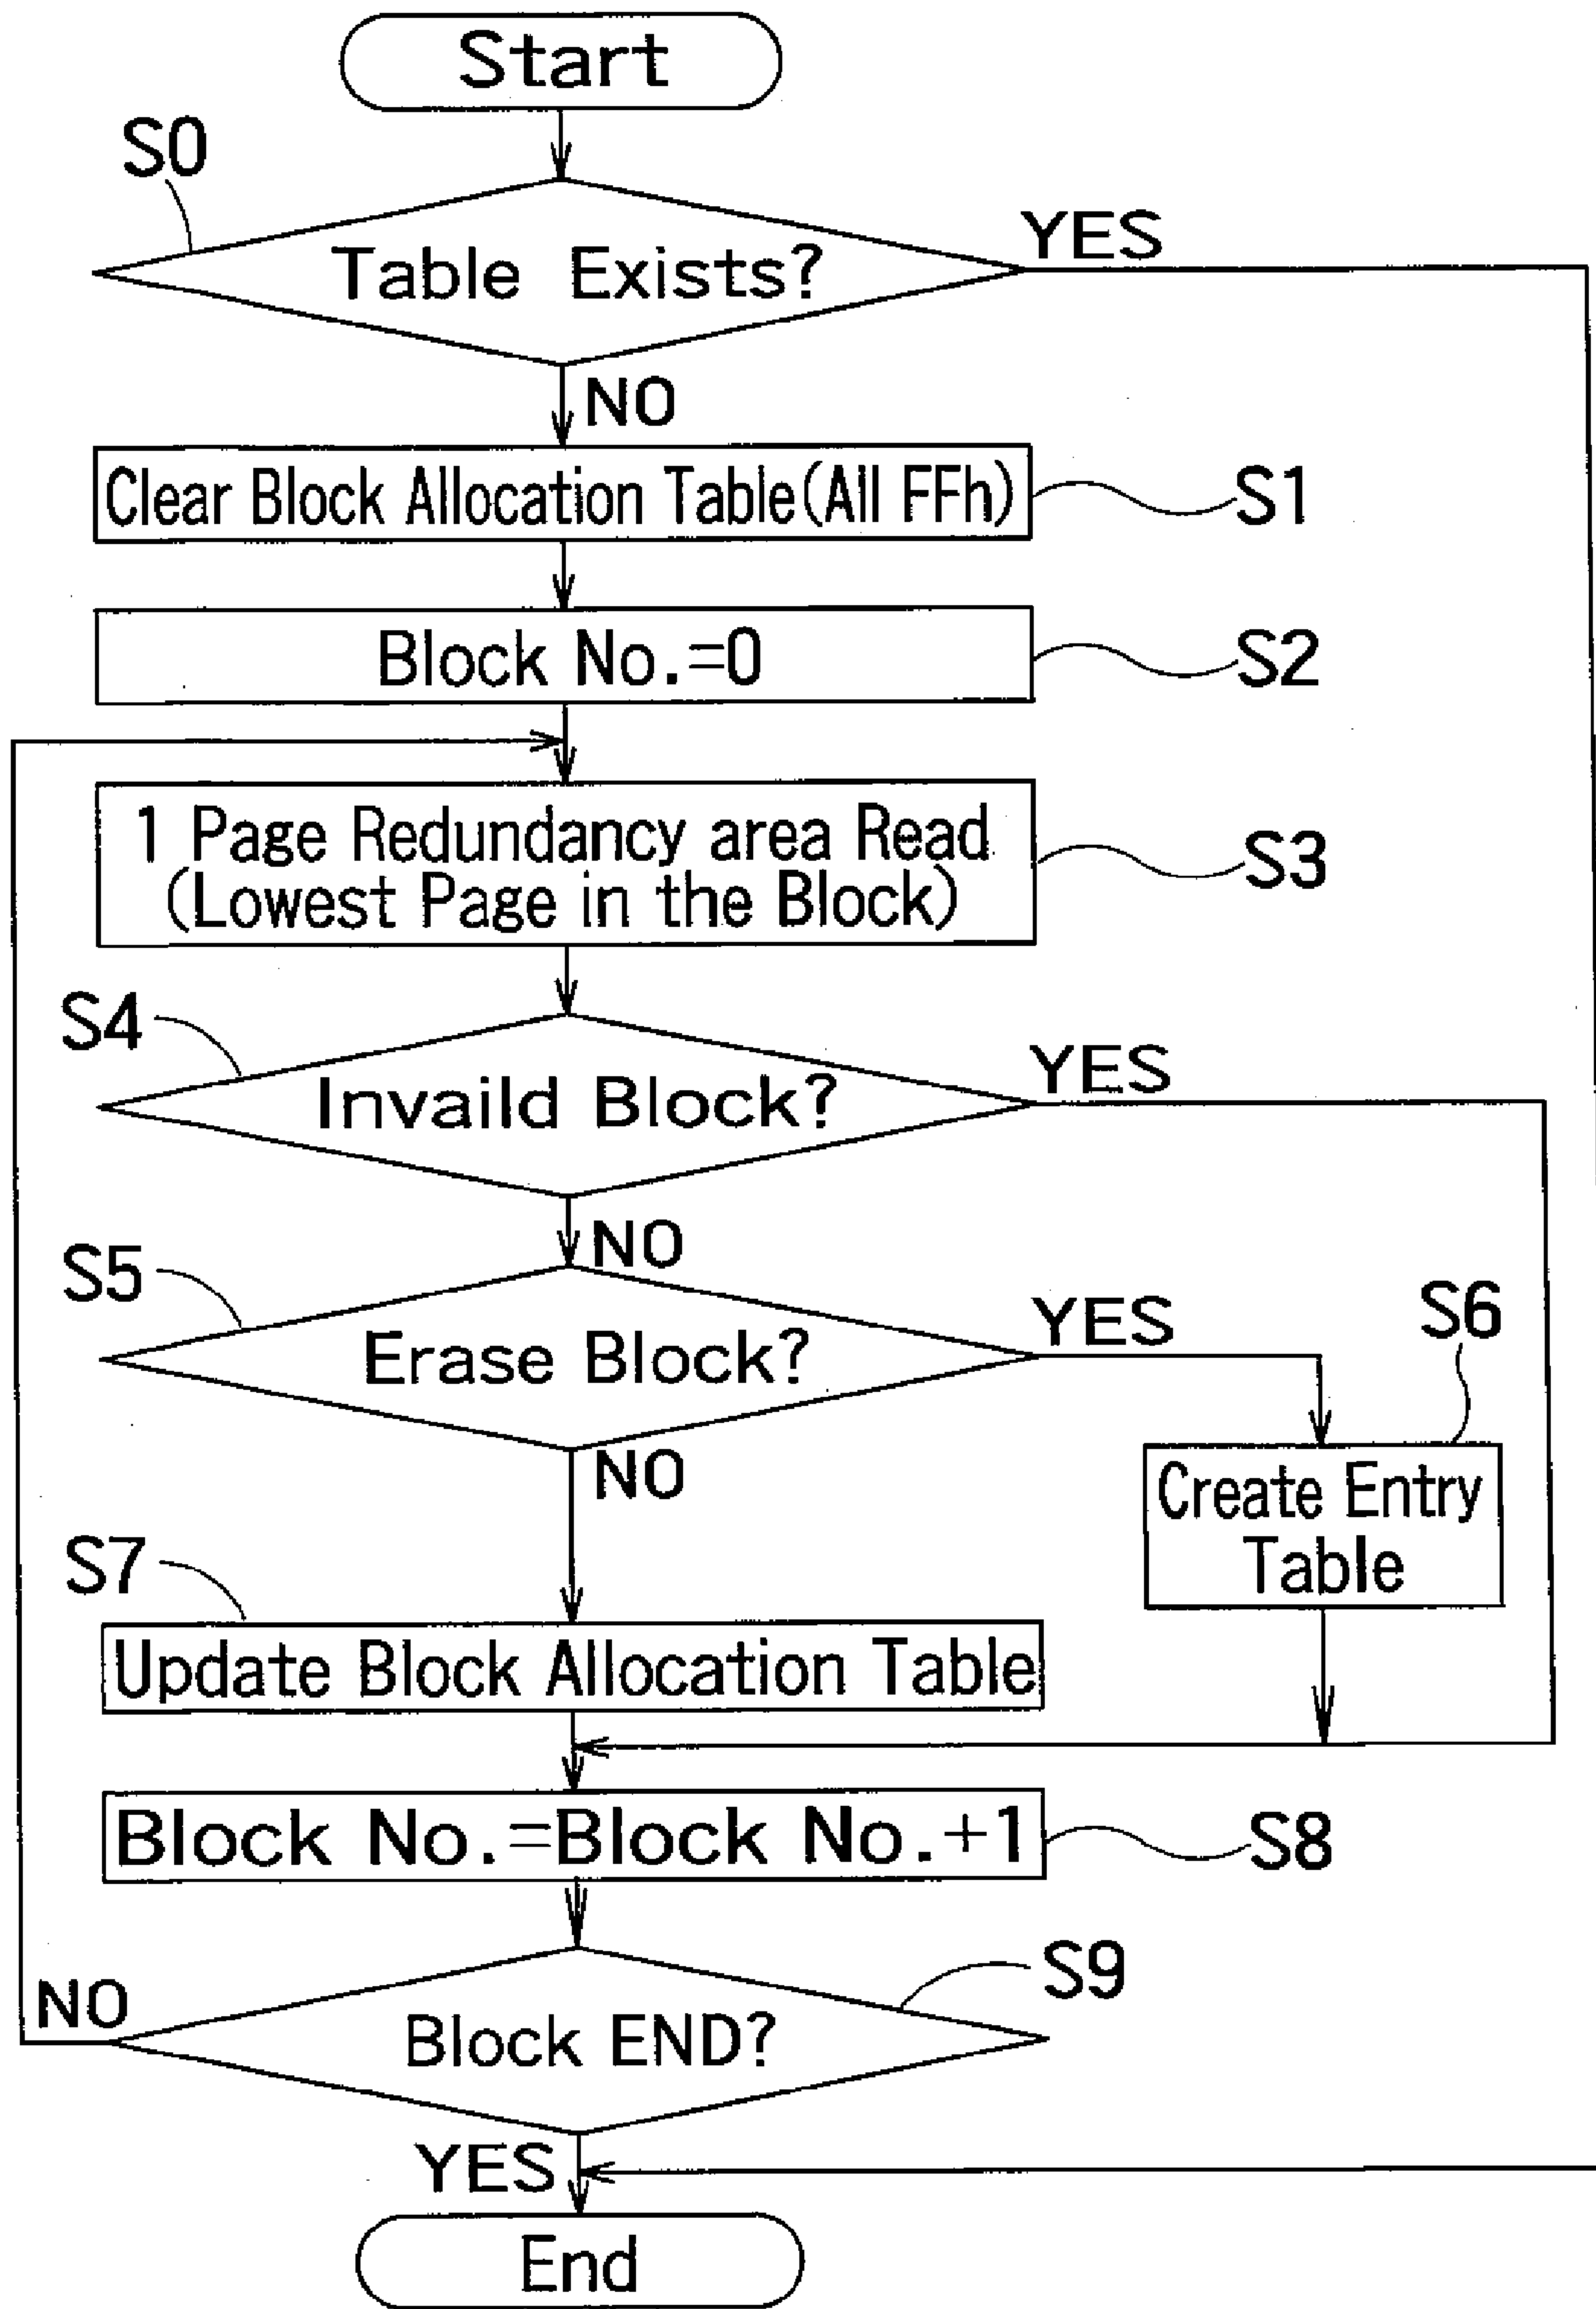 Start
S0
Table Exists?
YES
NO
Clear Block Allocation Table(All FFh)
S1
Block No.=0
S2
1 Page Redundancy area Read
(Lowest Page in the Block)
S3
S4
Invaild Block?
YES
NO
S5
Erase Block?
YES
S6
NO
Create Entry
Table
S7
Update Block Allocation Table
Block No.=Block No.+1
S8
S9
NO
Block END?
YES
End